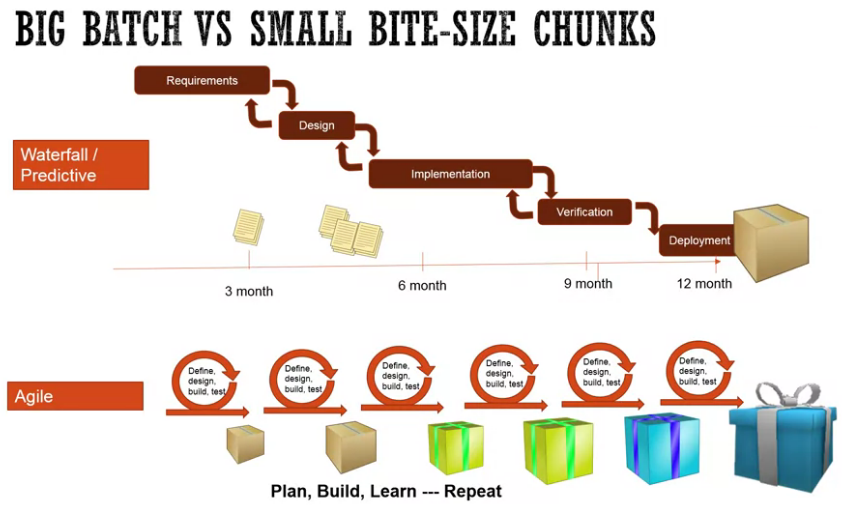 BIG BATCH VS SMALL BITE-SIZE CHUNKS
Requirements
Design
Waterfall /
Predictive
Implementation
Verification
Deployment
3 month
6 month
9 month
12 month
Define,
design,
build, test
Define,
design,
build, test
Define,
design,
build, test
Define,
design,
build, test
Define,
design,
build, test
Define,
design,
build, test
Agile
Plan, Build, Learn --- Repeat